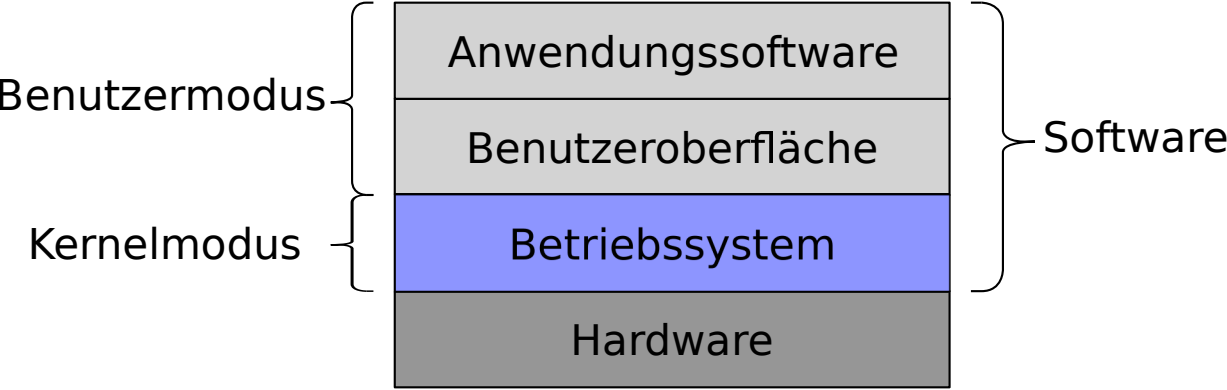 Anwendungssoftware
Benutzermodus
Benutzeroberfläche
Software
Kernelmodus
Betriebssystem
Hardware